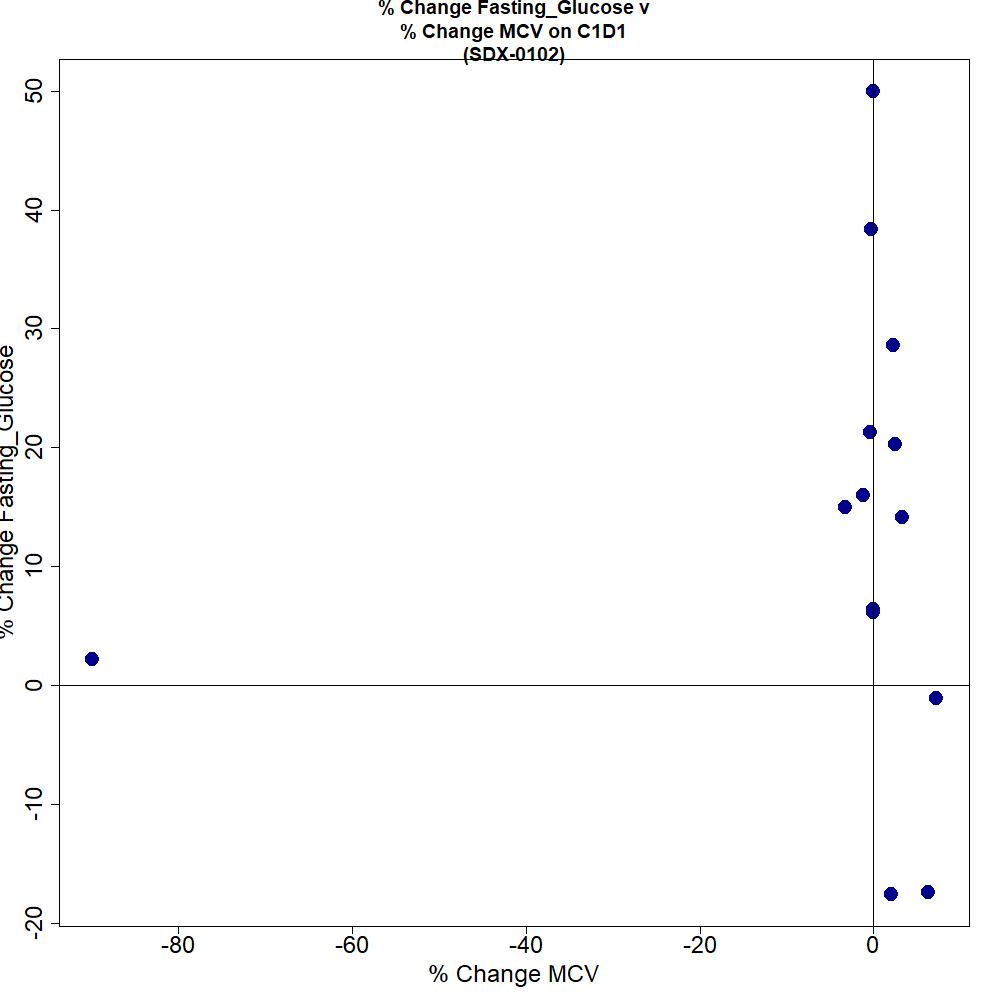 % Change Fasting_Glucose v
% Change MCV on C1D1
(SDX-0102)
% Change Fasting_Glucose
50
40
30
20
10
0
-10
-20
-80 -60 -40 -20 0
% Change MCV